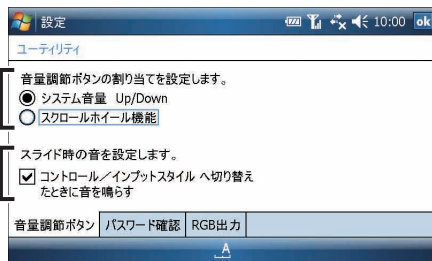 設定
10:00 ok
ユーティリティ
音量調節ボタンの割り当てを設定します。
システム音量 Up/Down
スクロールホイール機能
スライド時の音を設定します。
コントロール／インプットスタイル へ切り替え
たときに音を鳴らす
音量調節ボタン パスワード確認 RGB出力
A